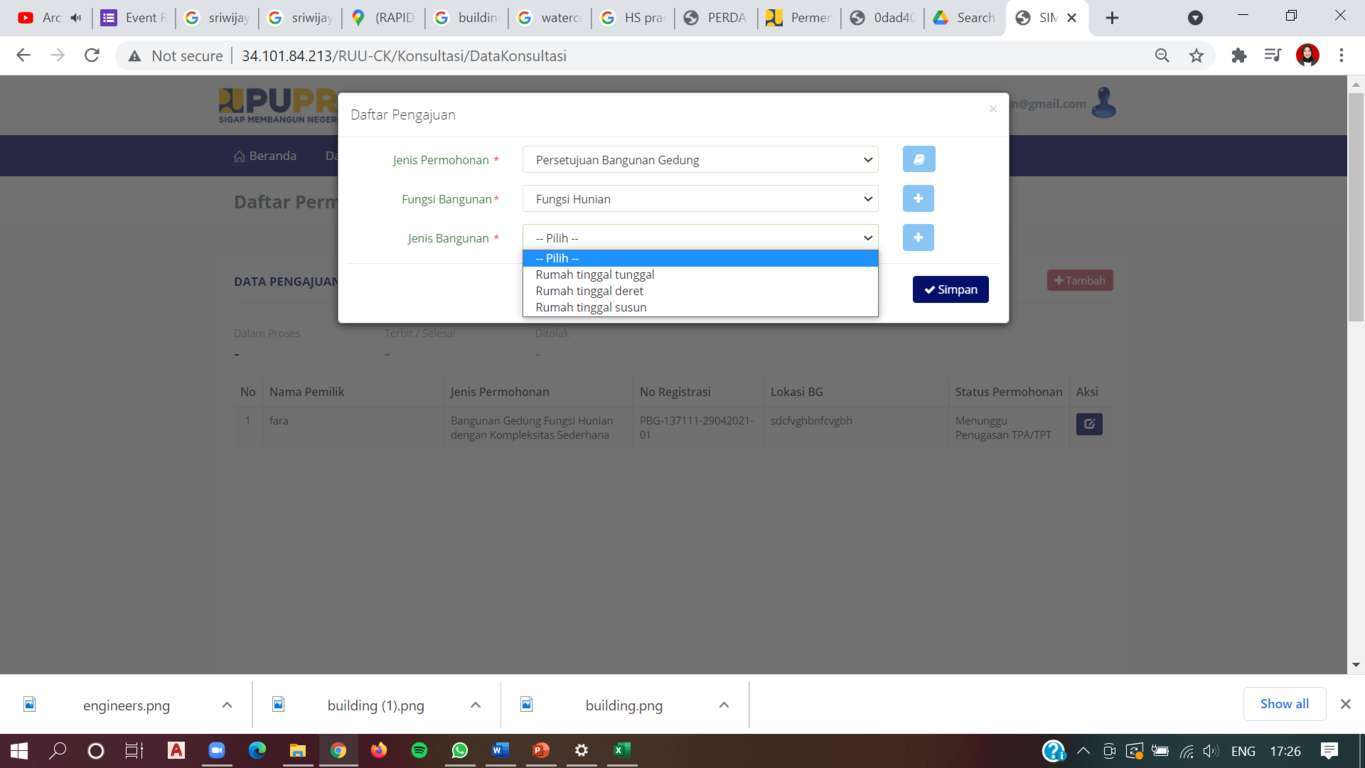 Arc
Event F
sriwijay
sriwijay
(RAPID
buildin
waterco
HS pra
PERDA
Permer
0dad40
Search
SIM
Not secure
34.101.84.213/RUU-CK/Konsultasi/DataKonsultasi
PUPR
SIGAP MEMBANGUN NEGER
n@gmail.com
Beranda
Da
Daftar Perm
Daftar Pengajuan
×
Jenis Permohonan *
Persetujuan Bangunan Gedung
Fungsi Bangunan *
Fungsi Hunian
Jenis Bangunan *
-- Pilih --
-- Pilih --
Rumah tinggal tunggal
Rumah tinggal deret
Rumah tinggal susun
Simpan
DATA PENGAJUAN
Tambah
Dalam Proses
Terbit / Selesai
Ditolak
-
-
-
No Nama Pemilik Jenis Permohonan No Registrasi Lokasi BG Status Permohonan Aksi
1 fara Bangunan Gedung Fungsi Hunian PBG-137111-29042021- sdcfvghbnfcvgbh Menunggu
dengan Kompleksitas Sederhana 01 Penugasan TPA/TPT
engineers.png
building (1).png
building.png
Show all
ENG
17:26